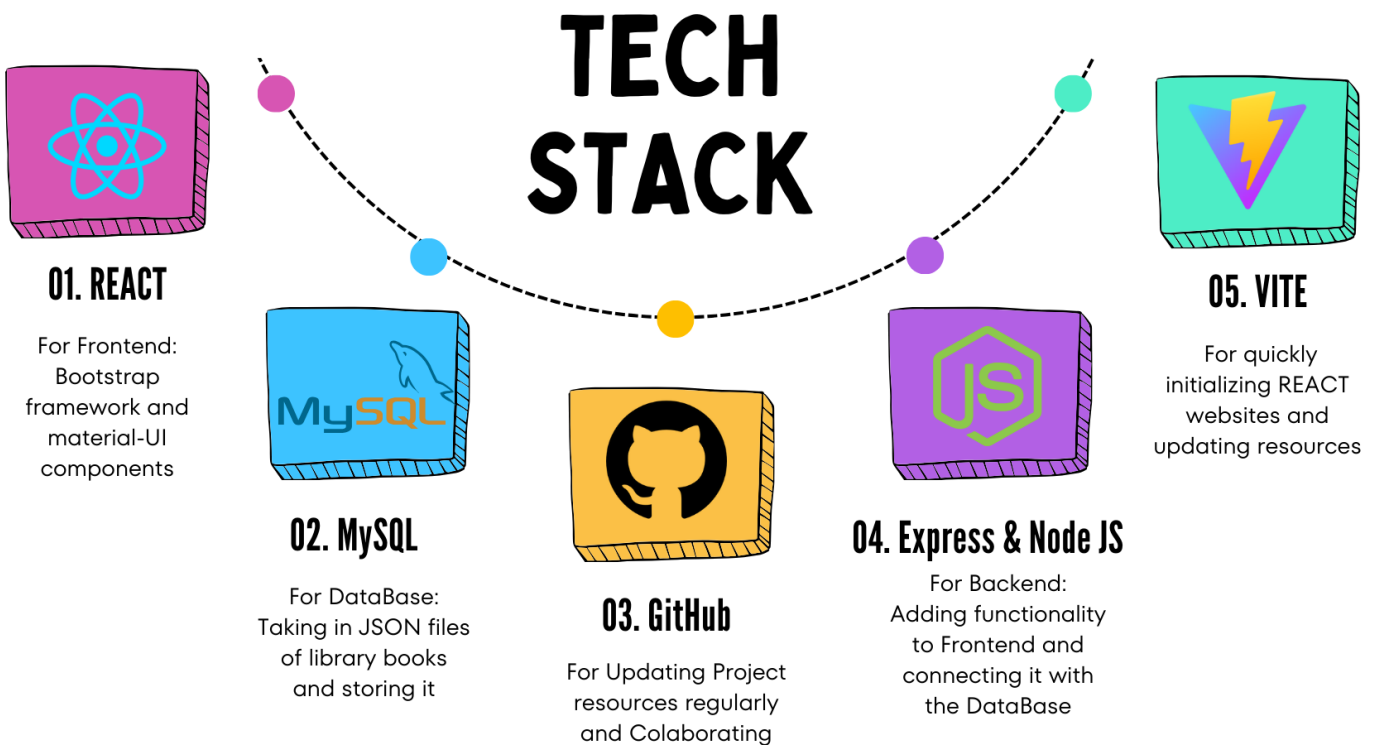 TECH
STACK
01. REACT
For Frontend:
Bootstrap
framework and
material-UI
components
MySQL
02. MySQL
For DataBase:
Taking in JSON files
of library books
and storing it
03. GitHub
For Updating Project
resources regularly
and Colaborating
JS
04. Express & Node JS
For Backend:
Adding functionality
to Frontend and
connecting it with
the DataBase
05. VITE
For quickly
initializing REACT
websites and
updating resources